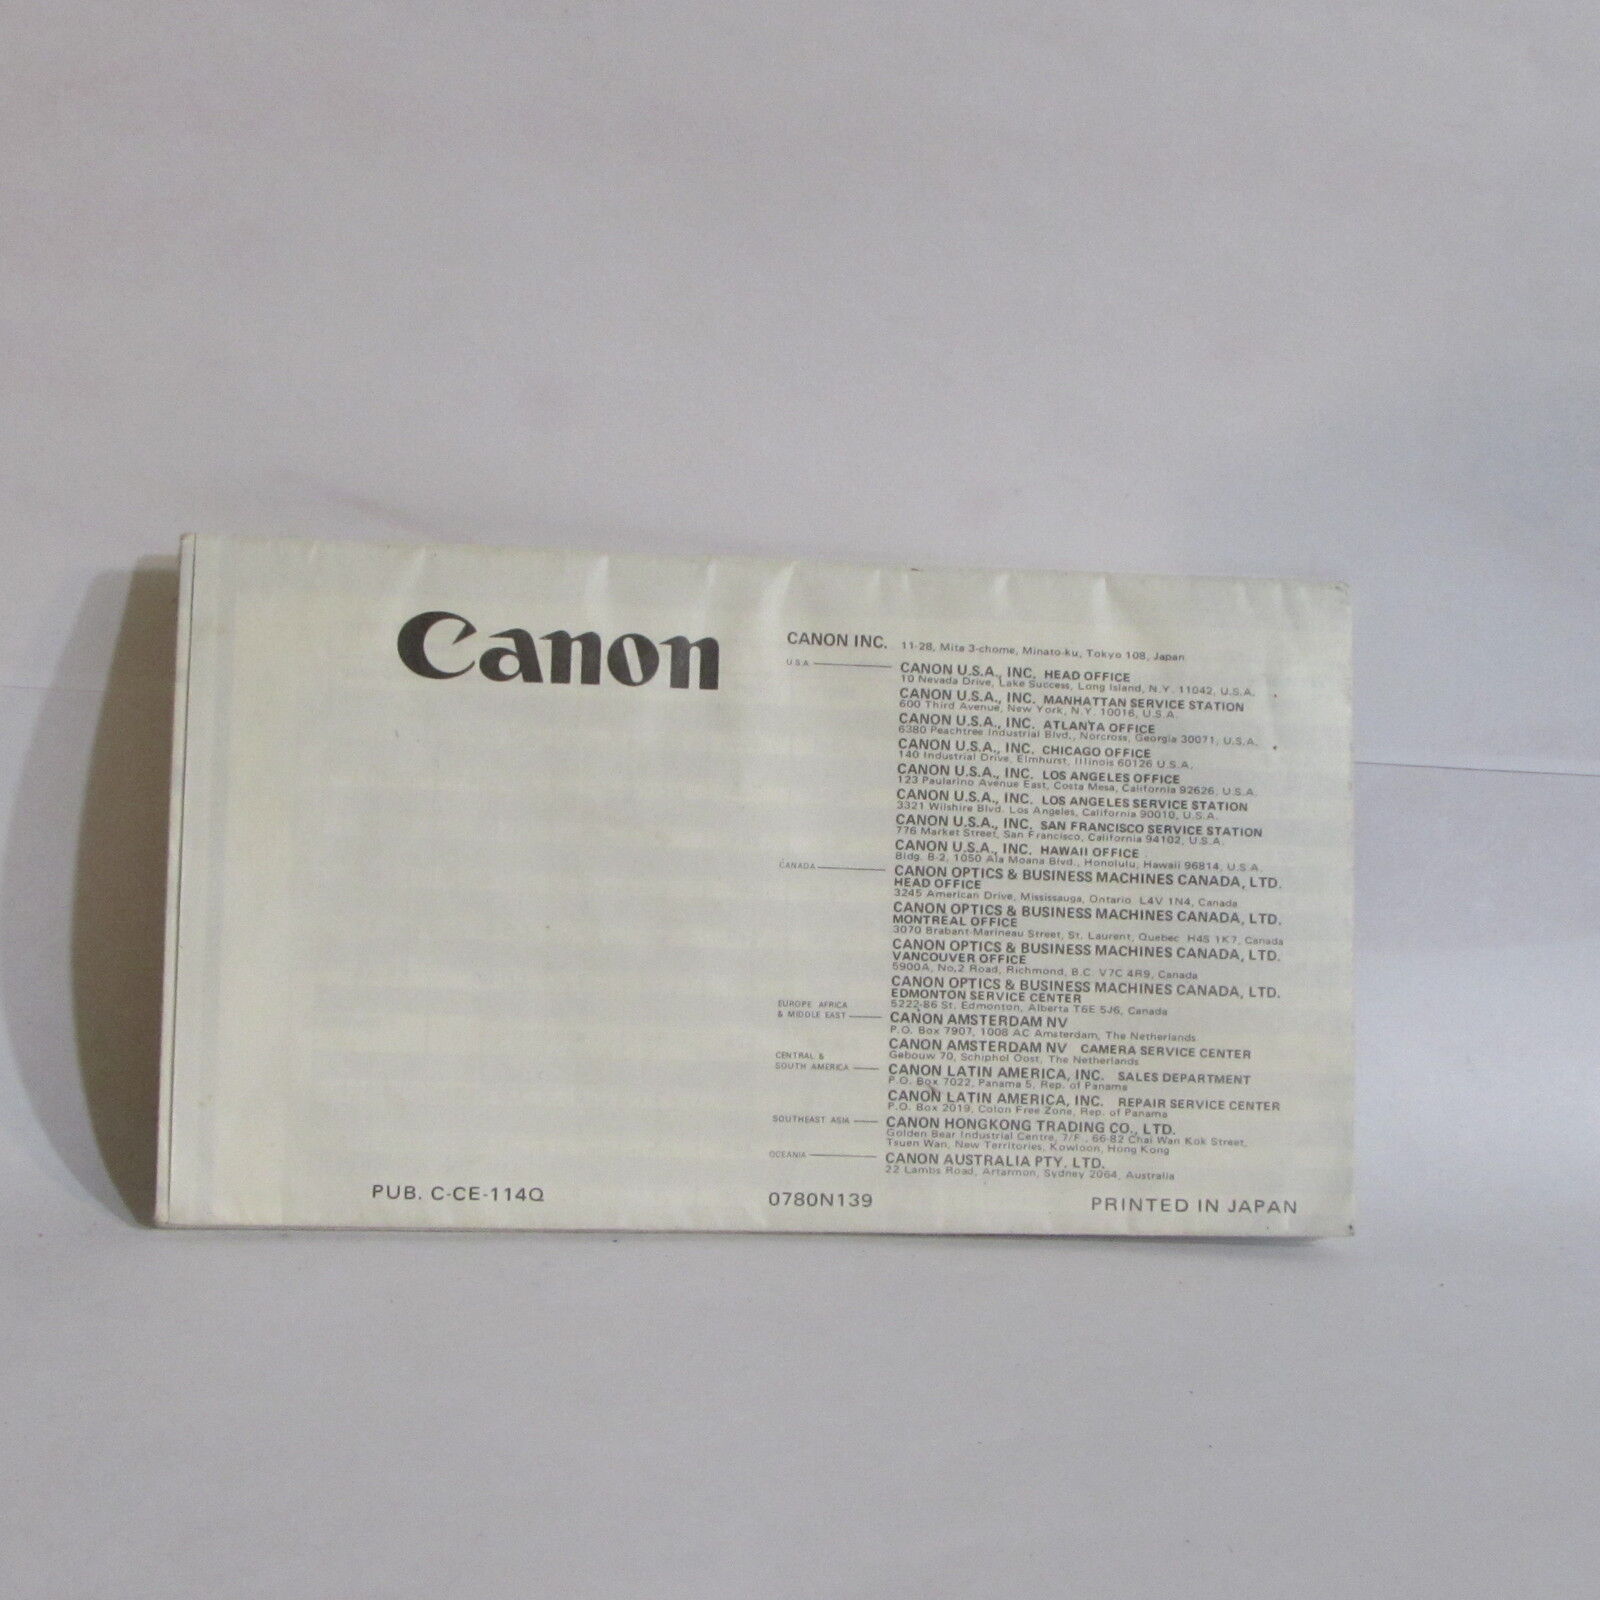 Canon
CANON INC. 11-28, Mita 3-chome, Minato-ku, Tokyo 108, Japan
U.S.A. CANON U.S.A., INC. HEAD OFFICE
10 Nevada Drive, Lake Success, Long Island, N.Y. 11042, U.S.A.
CANON U.S.A., INC. MANHATTAN SERVICE STATION
600 Third Avenue, New York, N.Y. 10016, U.S.A.
CANON U.S.A., INC. ATLANTA OFFICE
6380 Peachtree Industrial Blvd., Norcross, Georgia 30071, U.S.A.
CANON U.S.A., INC. CHICAGO OFFICE
140 Industrial Drive, Elmhurst, Illinois 60126 U.S.A.
CANON U.S.A., INC. LOS ANGELES OFFICE
123 Paularino Avenue East, Costa Mesa, California 92626, U.S.A.
CANON U.S.A., INC. LOS ANGELES SERVICE STATION
3321 Wilshire Blvd. Los Angeles, California 90010, U.S.A.
CANON U.S.A., INC. SAN FRANCISCO SERVICE STATION
776 Market Street, San Francisco, California 94102, U.S.A.
CANON U.S.A., INC. HAWAII OFFICE
Bldg. B-2, 1050 Ala Moana Blvd., Honolulu, Hawaii 96814, U.S.A.
CANADA CANON OPTICS & BUSINESS MACHINES CANADA, LTD.
HEAD OFFICE
3245 American Drive, Mississauga, Ontario L4V 1N4, Canada
CANON OPTICS & BUSINESS MACHINES CANADA, LTD.
MONTREAL OFFICE
3070 Brabant-Marineau Street, St. Laurent, Quebec H4S 1K7, Canada
CANON OPTICS & BUSINESS MACHINES CANADA, LTD.
VANCOUVER OFFICE
5900A, No.2 Road, Richmond, B.C. V7C 4R9, Canada
CANON OPTICS & BUSINESS MACHINES CANADA, LTD.
EDMONTON SERVICE CENTER
5222-86 St. Edmonton, Alberta T6E 5J6, Canada
EUROPE AFRICA
& MIDDLE EAST CANON AMSTERDAM NV
P.O. Box 7907, 1008 AC Amsterdam, The Netherlands
CANON AMSTERDAM NV CAMERA SERVICE CENTER
Gebouw 70, Schiphol Oost, The Netherlands
CENTRAL &
SOUTH AMERICA CANON LATIN AMERICA, INC. SALES DEPARTMENT
P.O. Box 7022, Panama 5, Rep. of Panama
CANON LATIN AMERICA, INC. REPAIR SERVICE CENTER
P.O. Box 2019, Colon Free Zone, Rep. of Panama
SOUTHEAST ASIA CANON HONGKONG TRADING CO., LTD.
Golden Bear Industrial Centre, 7/F., 66-82 Chai Wan Kok Street,
Tsuen Wan, New Territories, Kowloon, Hong Kong
OCEANIA CANON AUSTRALIA PTY. LTD.
22 Lambs Road, Artarmon, Sydney 2064, Australia
PUB. C-CE-114Q 0780N139 PRINTED IN JAPAN